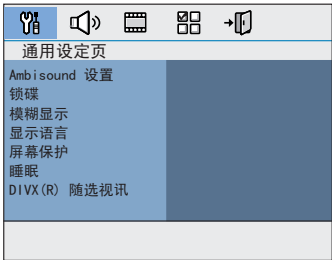 通用设定页
Ambisound 设置
锁碟
模糊显示
显示语言
屏幕保护
睡眠
DIVX(R) 随选视讯